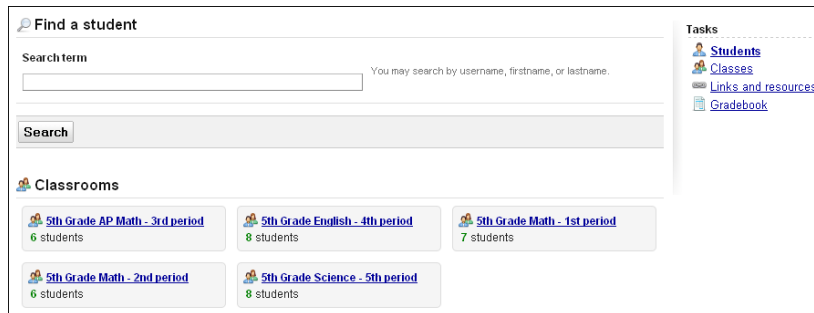 Find a student
Search term
You may search by username, firstname, or lastname.
Search
Classrooms
5th Grade AP Math - 3rd period
6 students
5th Grade English - 4th period
8 students
5th Grade Math - 1st period
7 students
5th Grade Math - 2nd period
6 students
5th Grade Science - 5th period
8 students
Tasks
Students
Classes
Links and resources
Gradebook